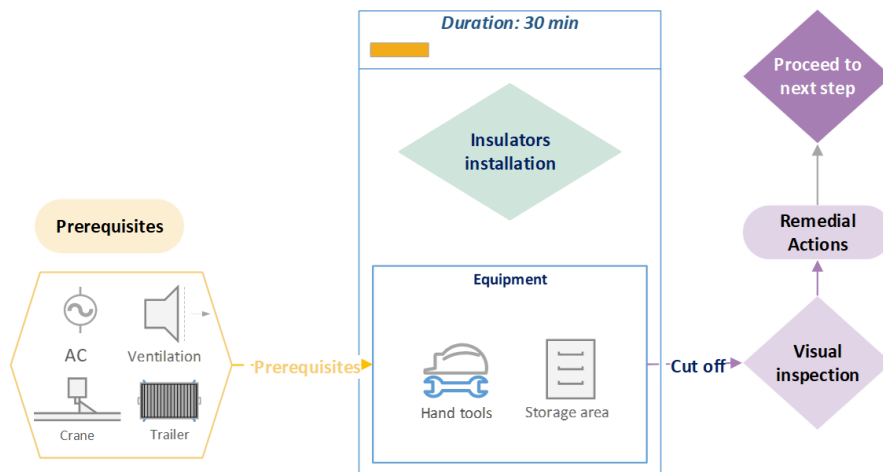 Duration: 30 min
Proceed to
next step
Insulators
installation
Prerequisites
Remedial
Actions
Equipment
AC
Ventilation
Crane
Trailer
Prerequisites
Hand tools
Storage area
Cut off
Visual
inspection